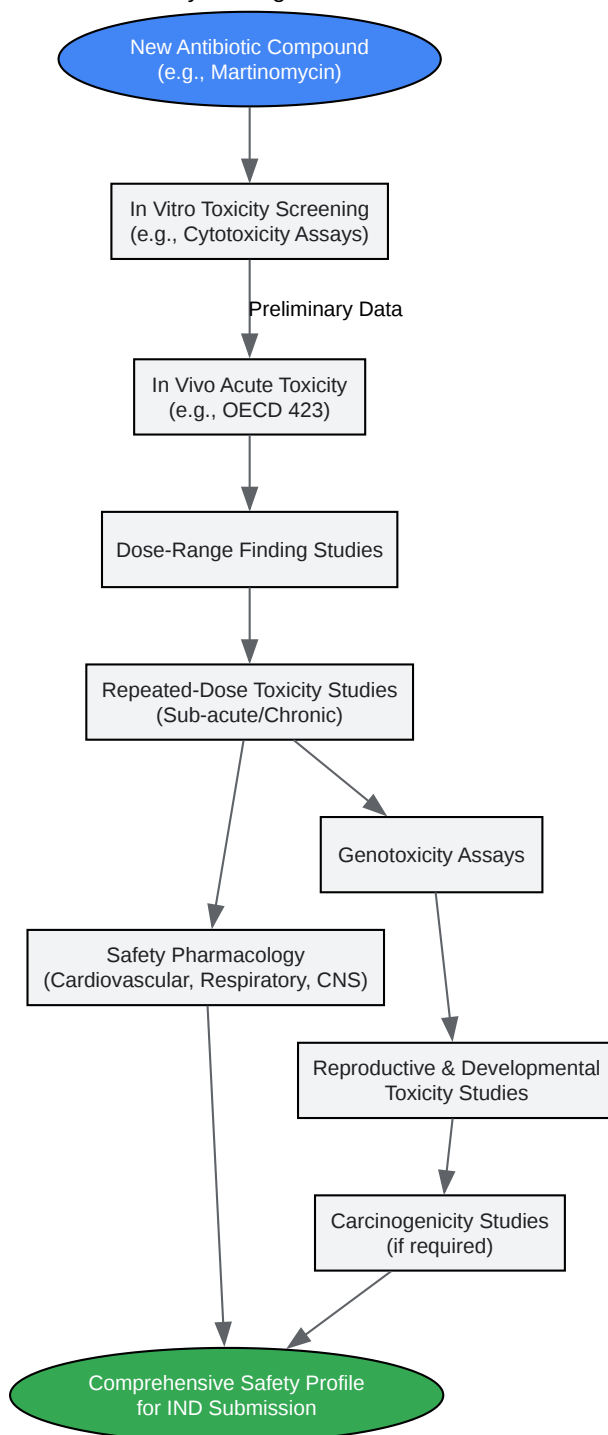 New Antibiotic Compound
(e.g., Martinomycin)
In Vitro Toxicity Screening
(e.g., Cytotoxicity Assays)
Preliminary Data
In Vivo Acute Toxicity
(e.g., OECD 423)
Dose-Range Finding Studies
Repeated-Dose Toxicity Studies
(Sub-acute/Chronic)
Genotoxicity Assays
Safety Pharmacology
(Cardiovascular, Respiratory, CNS)
Reproductive & Developmental
Toxicity Studies
Carcinogenicity Studies
(if required)
Comprehensive Safety Profile
for IND Submission